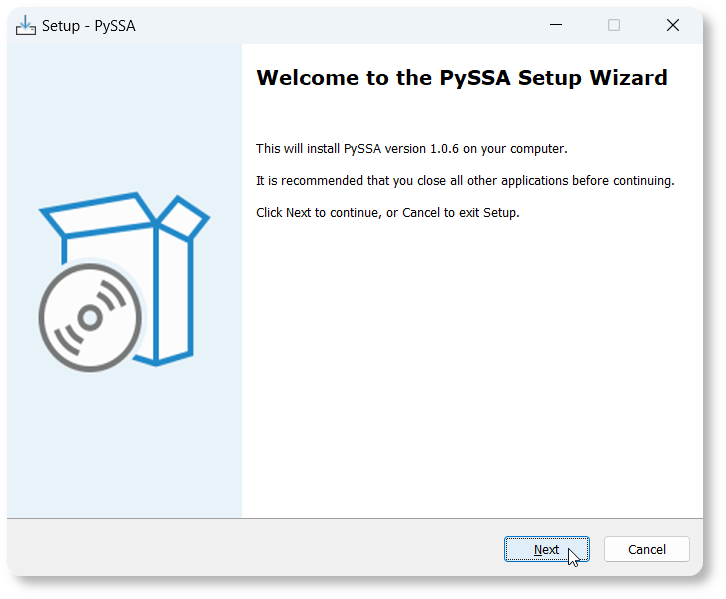 Setup - PySSA
Welcome to the PySSA Setup Wizard
This will install PySSA version 1.0.6 on your computer.
It is recommended that you close all other applications before continuing.
Click Next to continue, or Cancel to exit Setup.
Next
Cancel